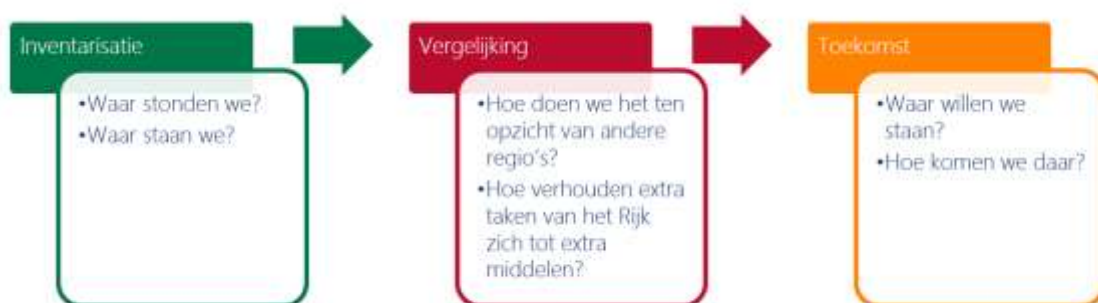 Inventarisatie
•Waar stonden we?
•Waar staan we?
Vergelijking
•Hoe doen we het ten
opzicht van andere
regio's?
•Hoe verhouden extra
taken van het Rijk
zich tot extra
middelen?
Toekomst
•Waar willen we
staan?
•Hoe komen we daar?